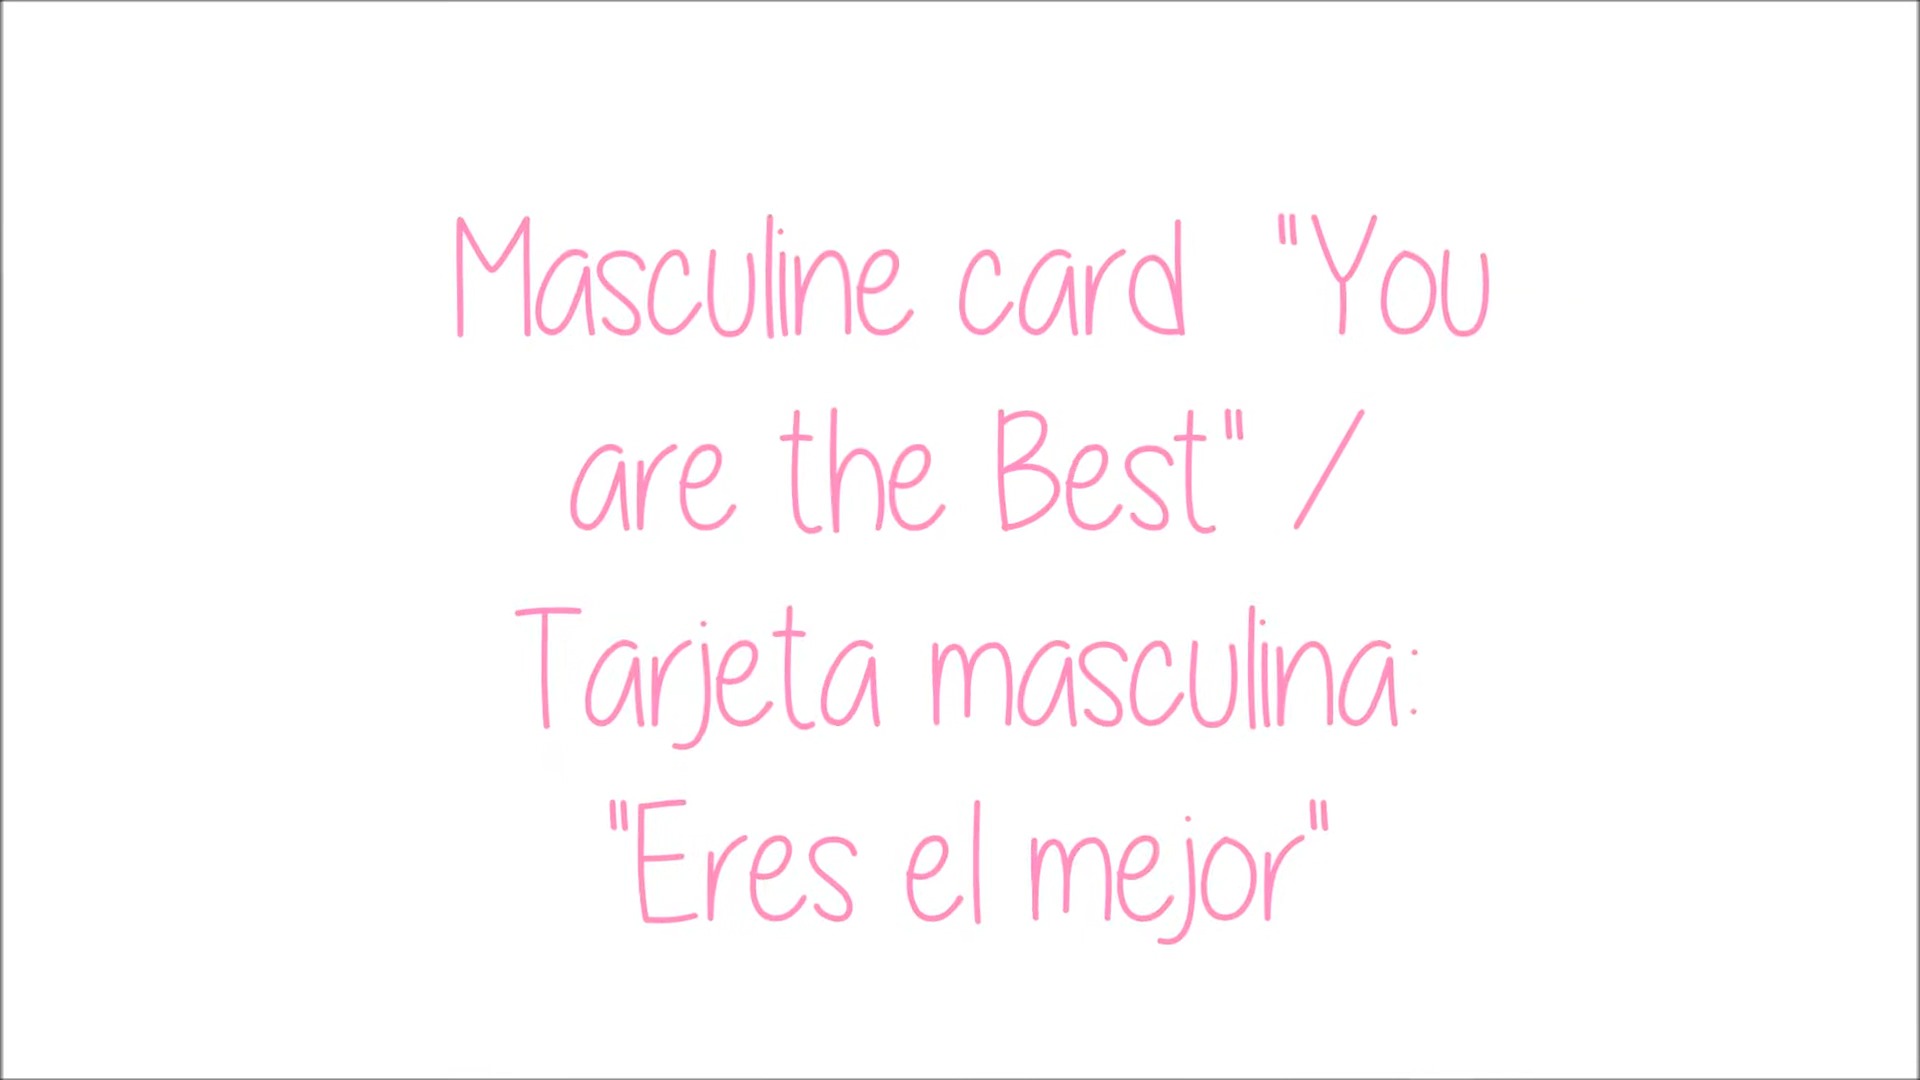 Masculine card "You
are the Best" /
Tarjeta masculina:
"Eres el mejor"